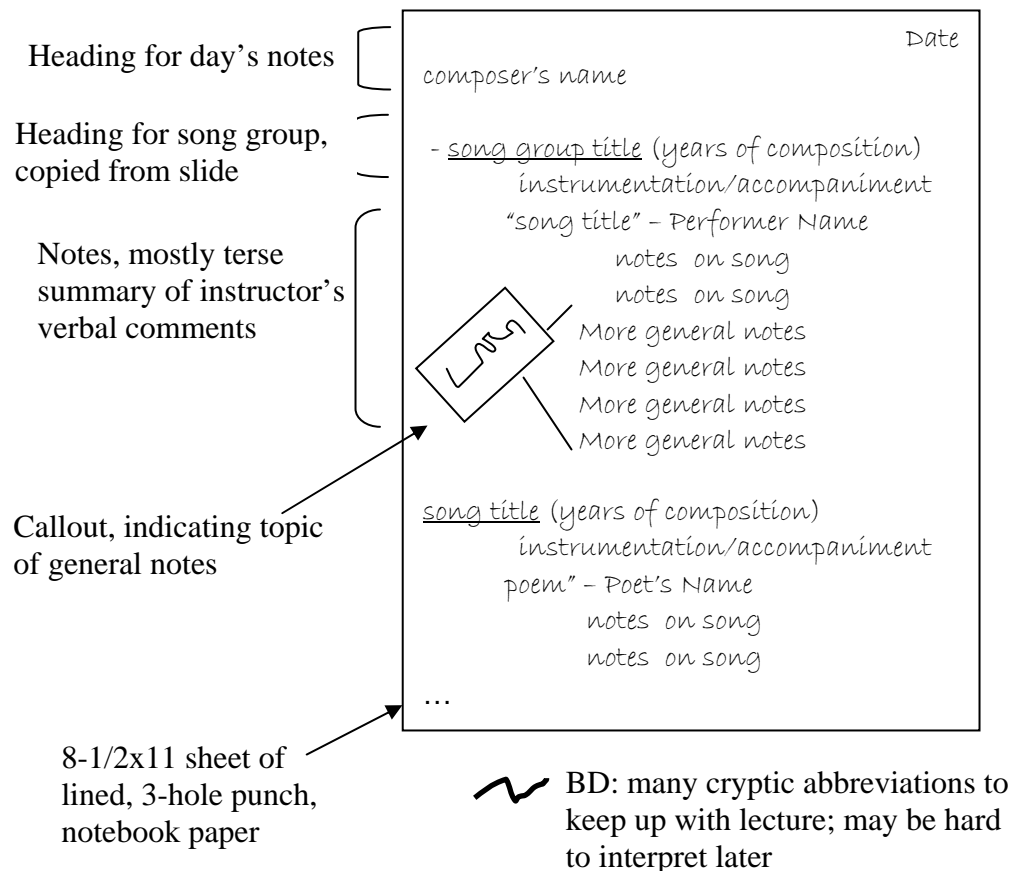 Heading for day’s notes
Date
composer’s name
Heading for song group,
copied from slide
- song group title (years of composition)
instrumentation/accompaniment
Notes, mostly terse
summary of instructor’s
verbal comments
“song title” – Performer Name
notes on song
notes on song
More general notes
More general notes
More general notes
More general notes
Callout, indicating topic
of general notes
song title (years of composition)
instrumentation/accompaniment
poem” – Poet’s Name
notes on song
notes on song
…
8-1/2x11 sheet of
lined, 3-hole punch,
notebook paper
BD: many cryptic abbreviations to
keep up with lecture; may be hard
to interpret later